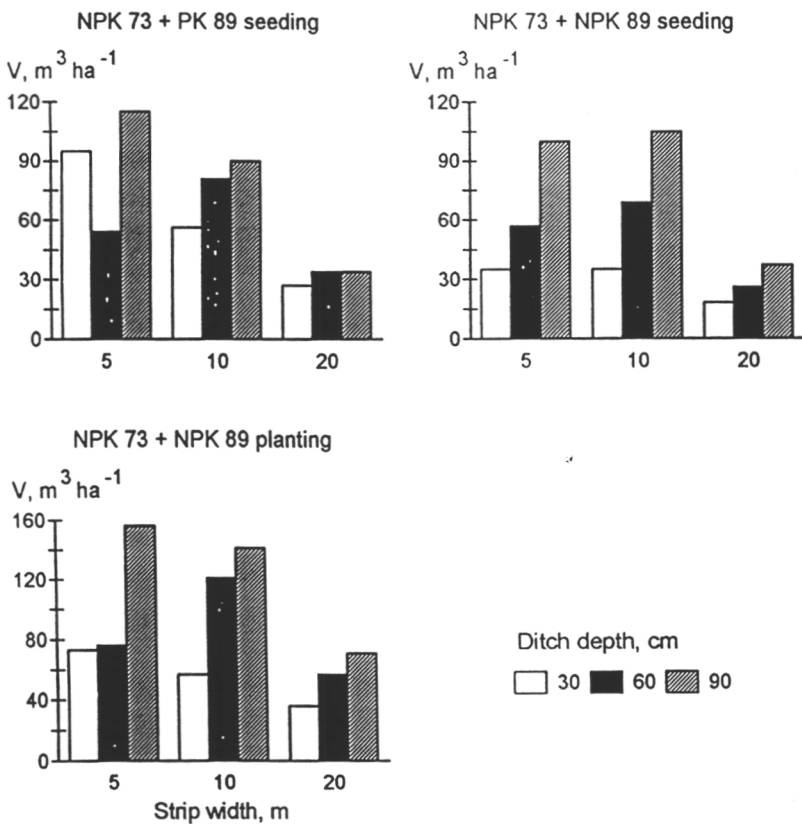 NPK 73 + PK 89 seeding
V, m³ ha⁻¹
120
90
60
30
0
5 10 20
NPK 73 + NPK 89 seeding
V, m³ ha⁻¹
120
90
60
30
0
5 10 20
NPK 73 + NPK 89 planting
V, m³ ha⁻¹
160
120
80
40
0
5 10 20
Strip width, m
Ditch depth, cm
30 60 90